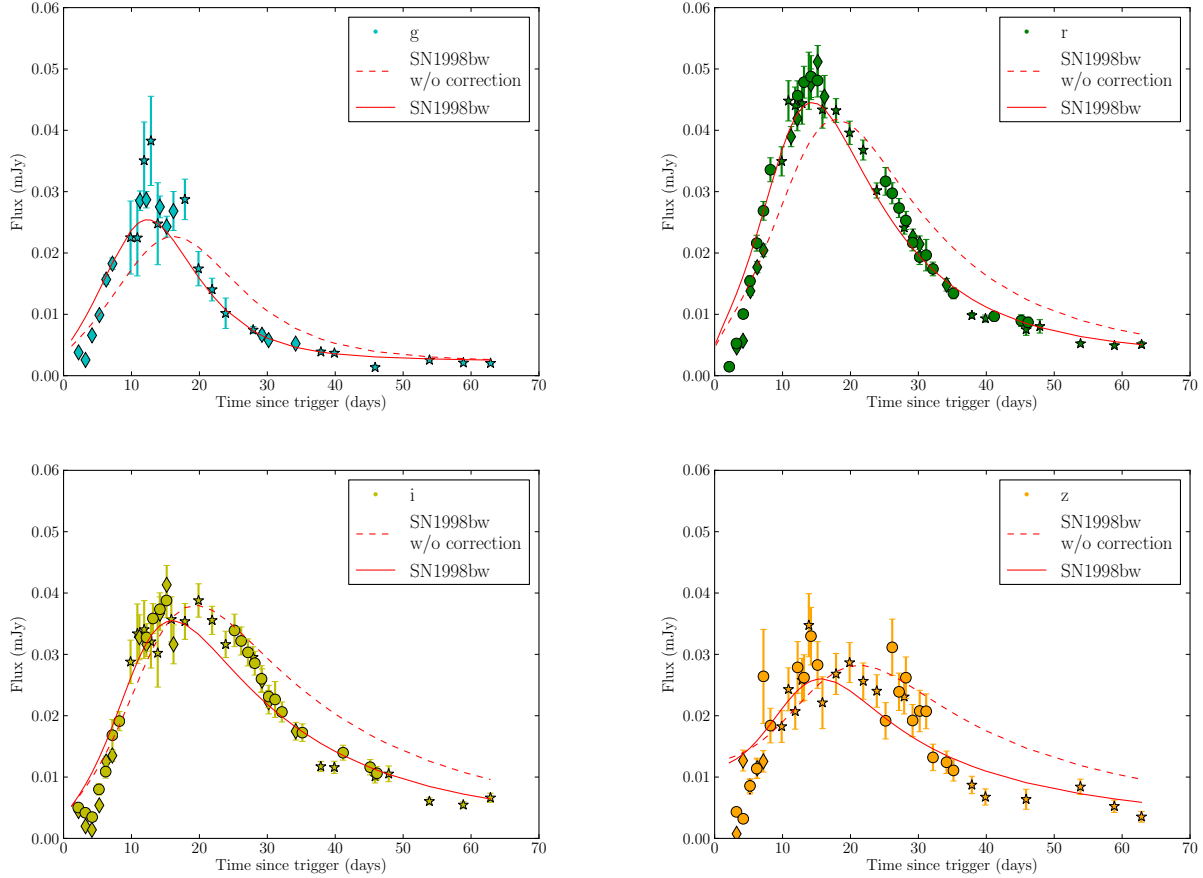 0.06
0.05
0.04
0.03
0.02
0.01
0.00
Flux (mJy)
0 10 20 30 40 50 60 70
Time since trigger (days)
g
SN1998bw
w/o correction
SN1998bw
0.06
0.05
0.04
0.03
0.02
0.01
0.00
Flux (mJy)
0 10 20 30 40 50 60 70
Time since trigger (days)
r
SN1998bw
w/o correction
SN1998bw
0.06
0.05
0.04
0.03
0.02
0.01
0.00
Flux (mJy)
0 10 20 30 40 50 60 70
Time since trigger (days)
i
SN1998bw
w/o correction
SN1998bw
0.06
0.05
0.04
0.03
0.02
0.01
0.00
Flux (mJy)
0 10 20 30 40 50 60 70
Time since trigger (days)
z
SN1998bw
w/o correction
SN1998bw